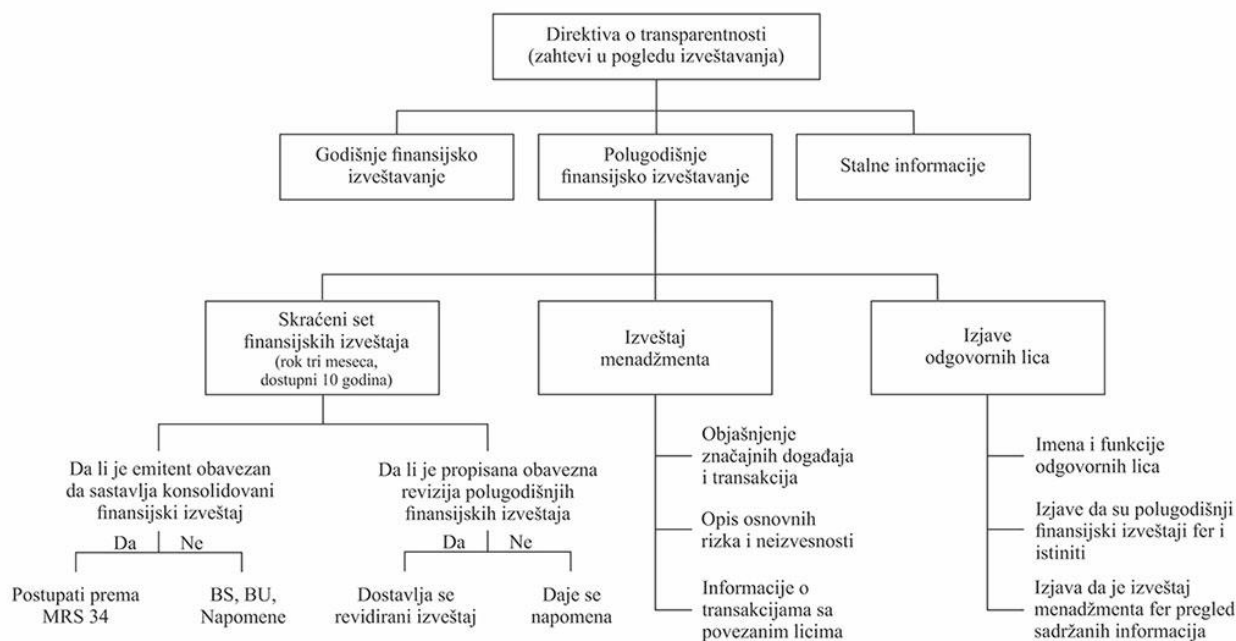 Direktiva o transparentnosti
(zahtevi u pogledu izveštavanja)
Godišnje finansijsko
izveštavanje
Polugodišnje
finansijsko izveštavanje
Stalne informacije
Skraćeni set
finansijskih izveštaja
(rok tri meseca,
dostupni 10 godina)
Izveštaj
menadžmenta
Izjave
odgovornih lica
Da li je emitent obavezan
da sastavlja konsolidovani
finansijski izveštaj
Da
Ne
Postupati prema
MRS 34
BS, BU,
Napomene
Da li je propisana obavezna
revizija polugodišnjih
finansijskih izveštaja
Da
Ne
Dostavlja se
revidirani izveštaj
Daje se
napomena
Objašnjenje
značajnih događaja
i transakcija
Opis osnovnih
rizka i neizvesnosti
Informacije o
transakcijama sa
povezanim licima
Imena i funkcije
odgovornih lica
Izjave da su polugodišnji
finansijski izveštaji fer i
istiniti
Izjava da je izveštaj
menadžmenta fer pregled
sadržanih informacija